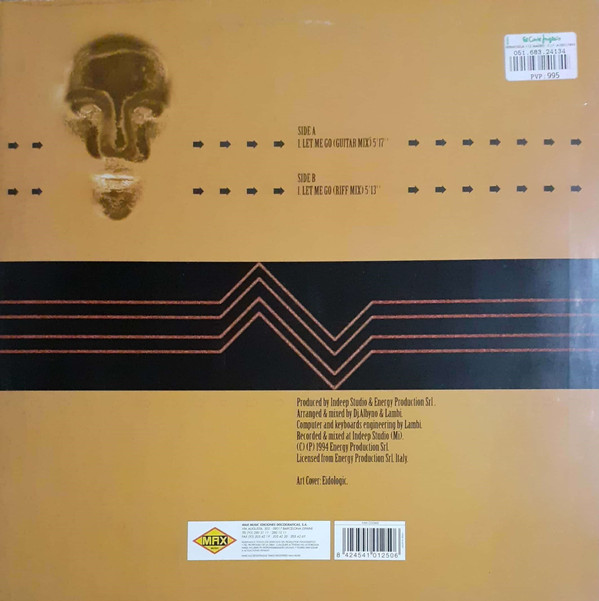 El Corte Inglés
051.683.24134
PVP: 995
SIDE A
1. LET ME GO (GUITAR MIX) 5'17''
SIDE B
1. LET ME GO (RIFF MIX) 5'13''
Produced by Indeep Studio & Energy Production Srl.
Arranged & mixed by Dj.Albyno & Lambi.
Computer and keyboards engineering by Lambi.
Recorded & mixed at Indeep Studio (Mi).
(C) (P) 1994 Energy Production Srl.
Licensed from Energy Production Srl. Italy.
Art Cover: Eidologic.
MAX
MAX MUSIC EDICIONES DISCOGRAFICAS, S.A.
8 424541 012506